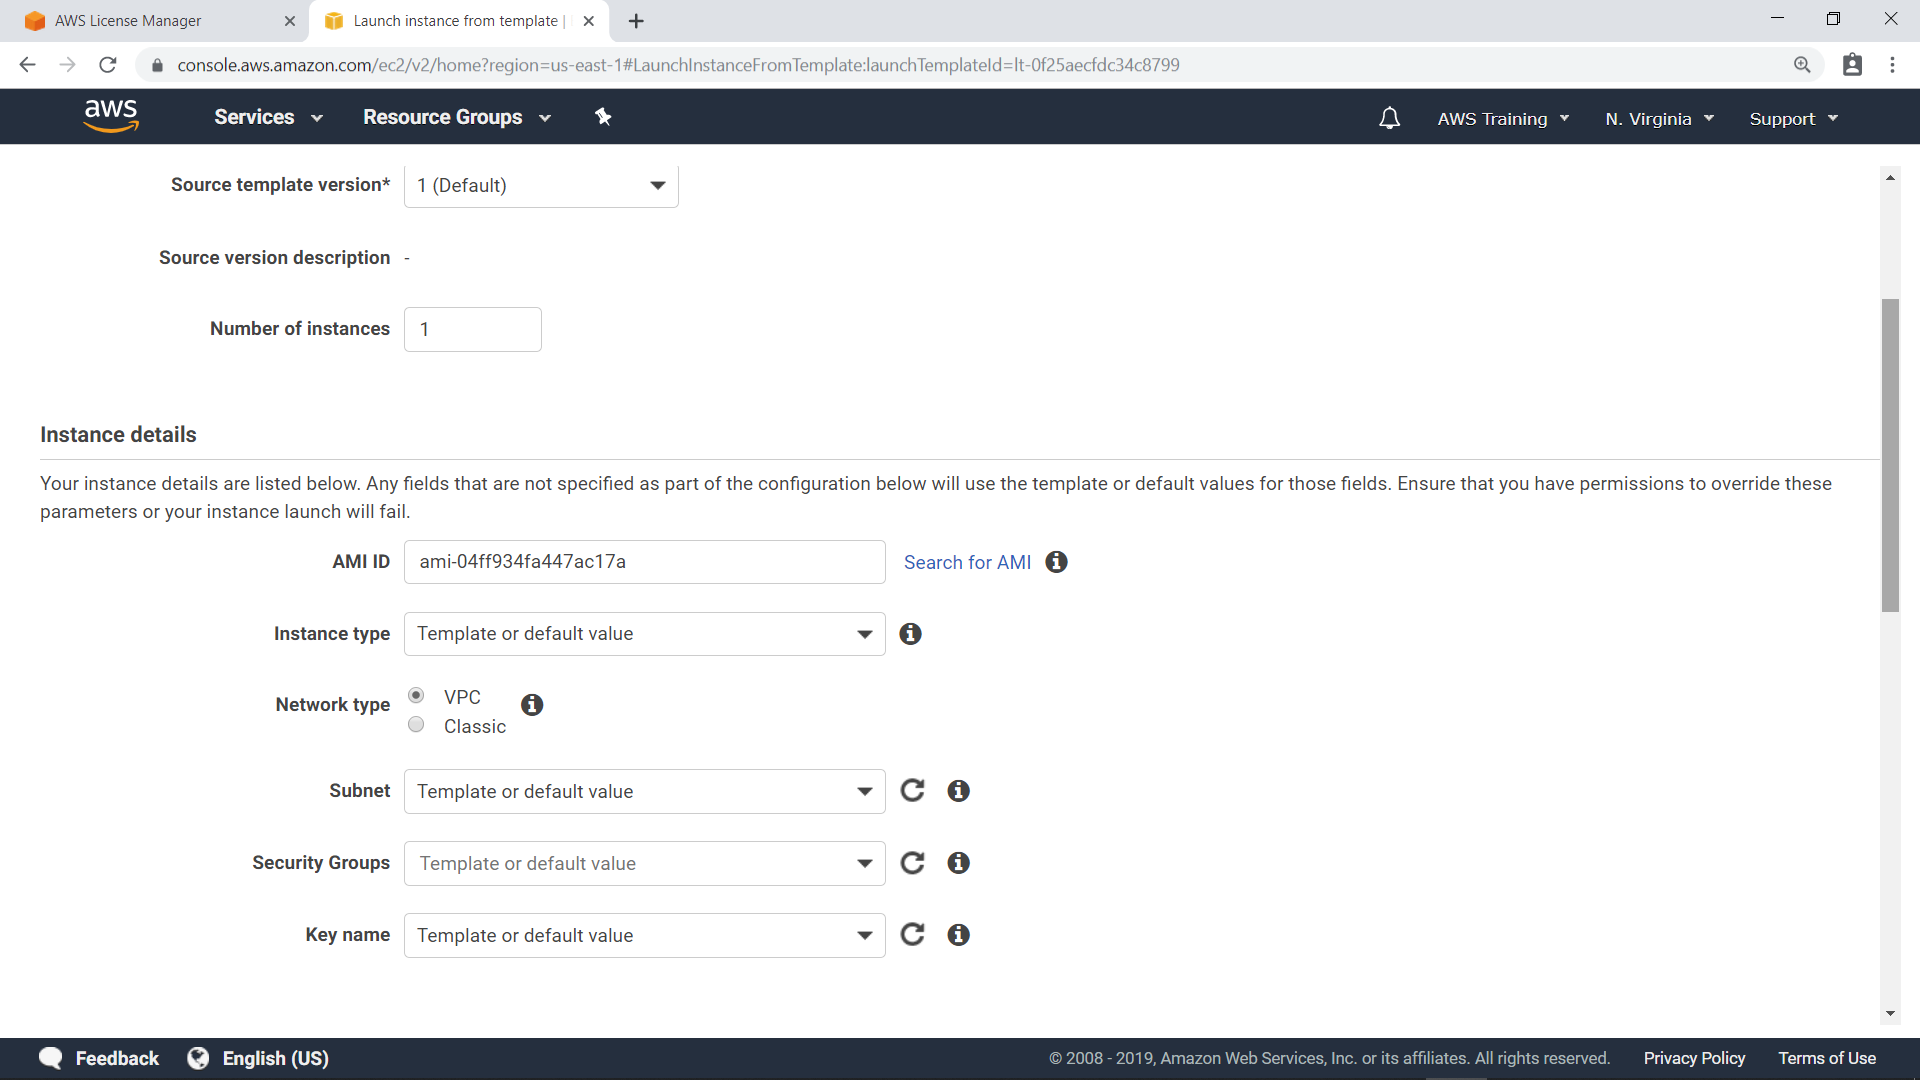 AWS License Manager
Launch instance from template |
console.aws.amazon.com/ec2/v2/home?region=us-east-1#LaunchInstanceFromTemplate:launchTemplateId=lt-0f25aecfdc34c8799
aws Services Resource Groups AWS Training N. Virginia Support
Source template version* 1 (Default)
Source version description -
Number of instances 1
Instance details
Your instance details are listed below. Any fields that are not specified as part of the configuration below will use the template or default values for those fields. Ensure that you have permissions to override these
parameters or your instance launch will fail.
AMI ID ami-04ff934fa447ac17a Search for AMI
Instance type Template or default value
Network type VPC
Classic
Subnet Template or default value
Security Groups Template or default value
Key name Template or default value
Feedback English (US) © 2008 - 2019, Amazon Web Services, Inc. or its affiliates. All rights reserved. Privacy Policy Terms of Use